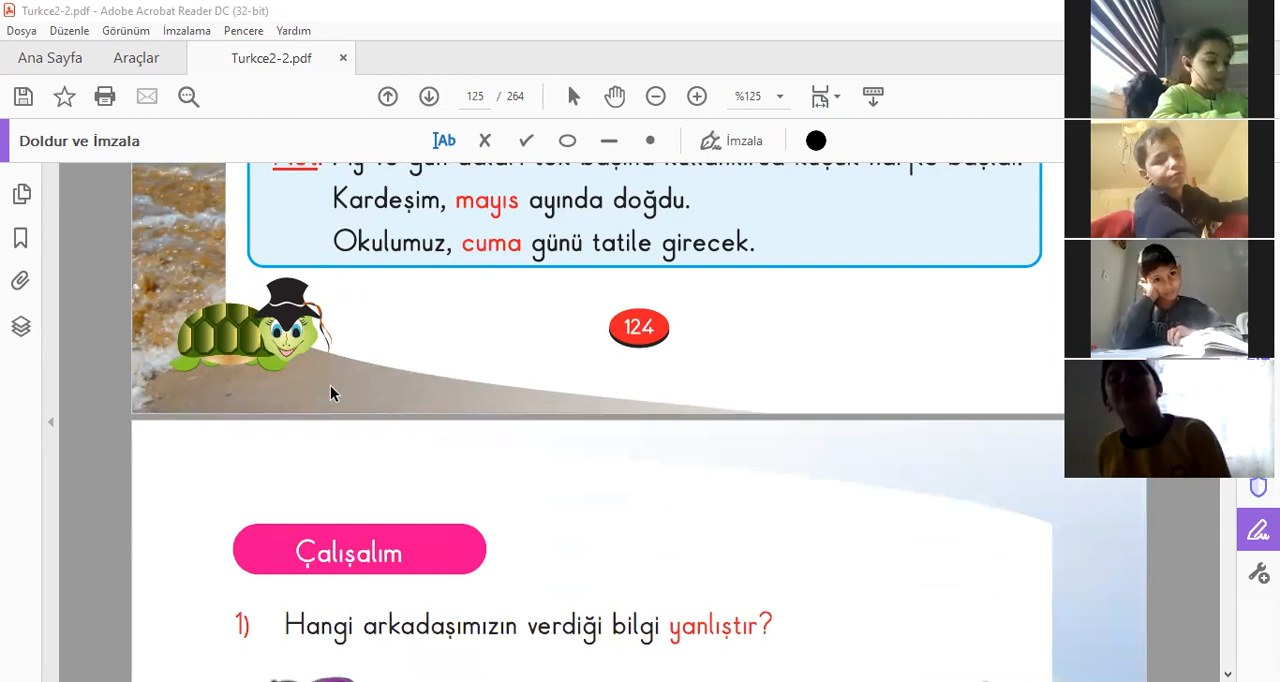 Turkce2-2.pdf - Adobe Acrobat Reader DC (32-bit)
Dosya Düzenle Görünüm İmzalama Pencere Yardım
Ana Sayfa Araçlar Turkce2-2.pdf ×
125 / 264 %125
Doldur ve İmzala IAb İmzala
Kardeşim, mayıs ayında doğdu.
Okulumuz, cuma günü tatile girecek.
124
Çalışalım
1) Hangi arkadaşımızın verdiği bilgi yanlıştır?